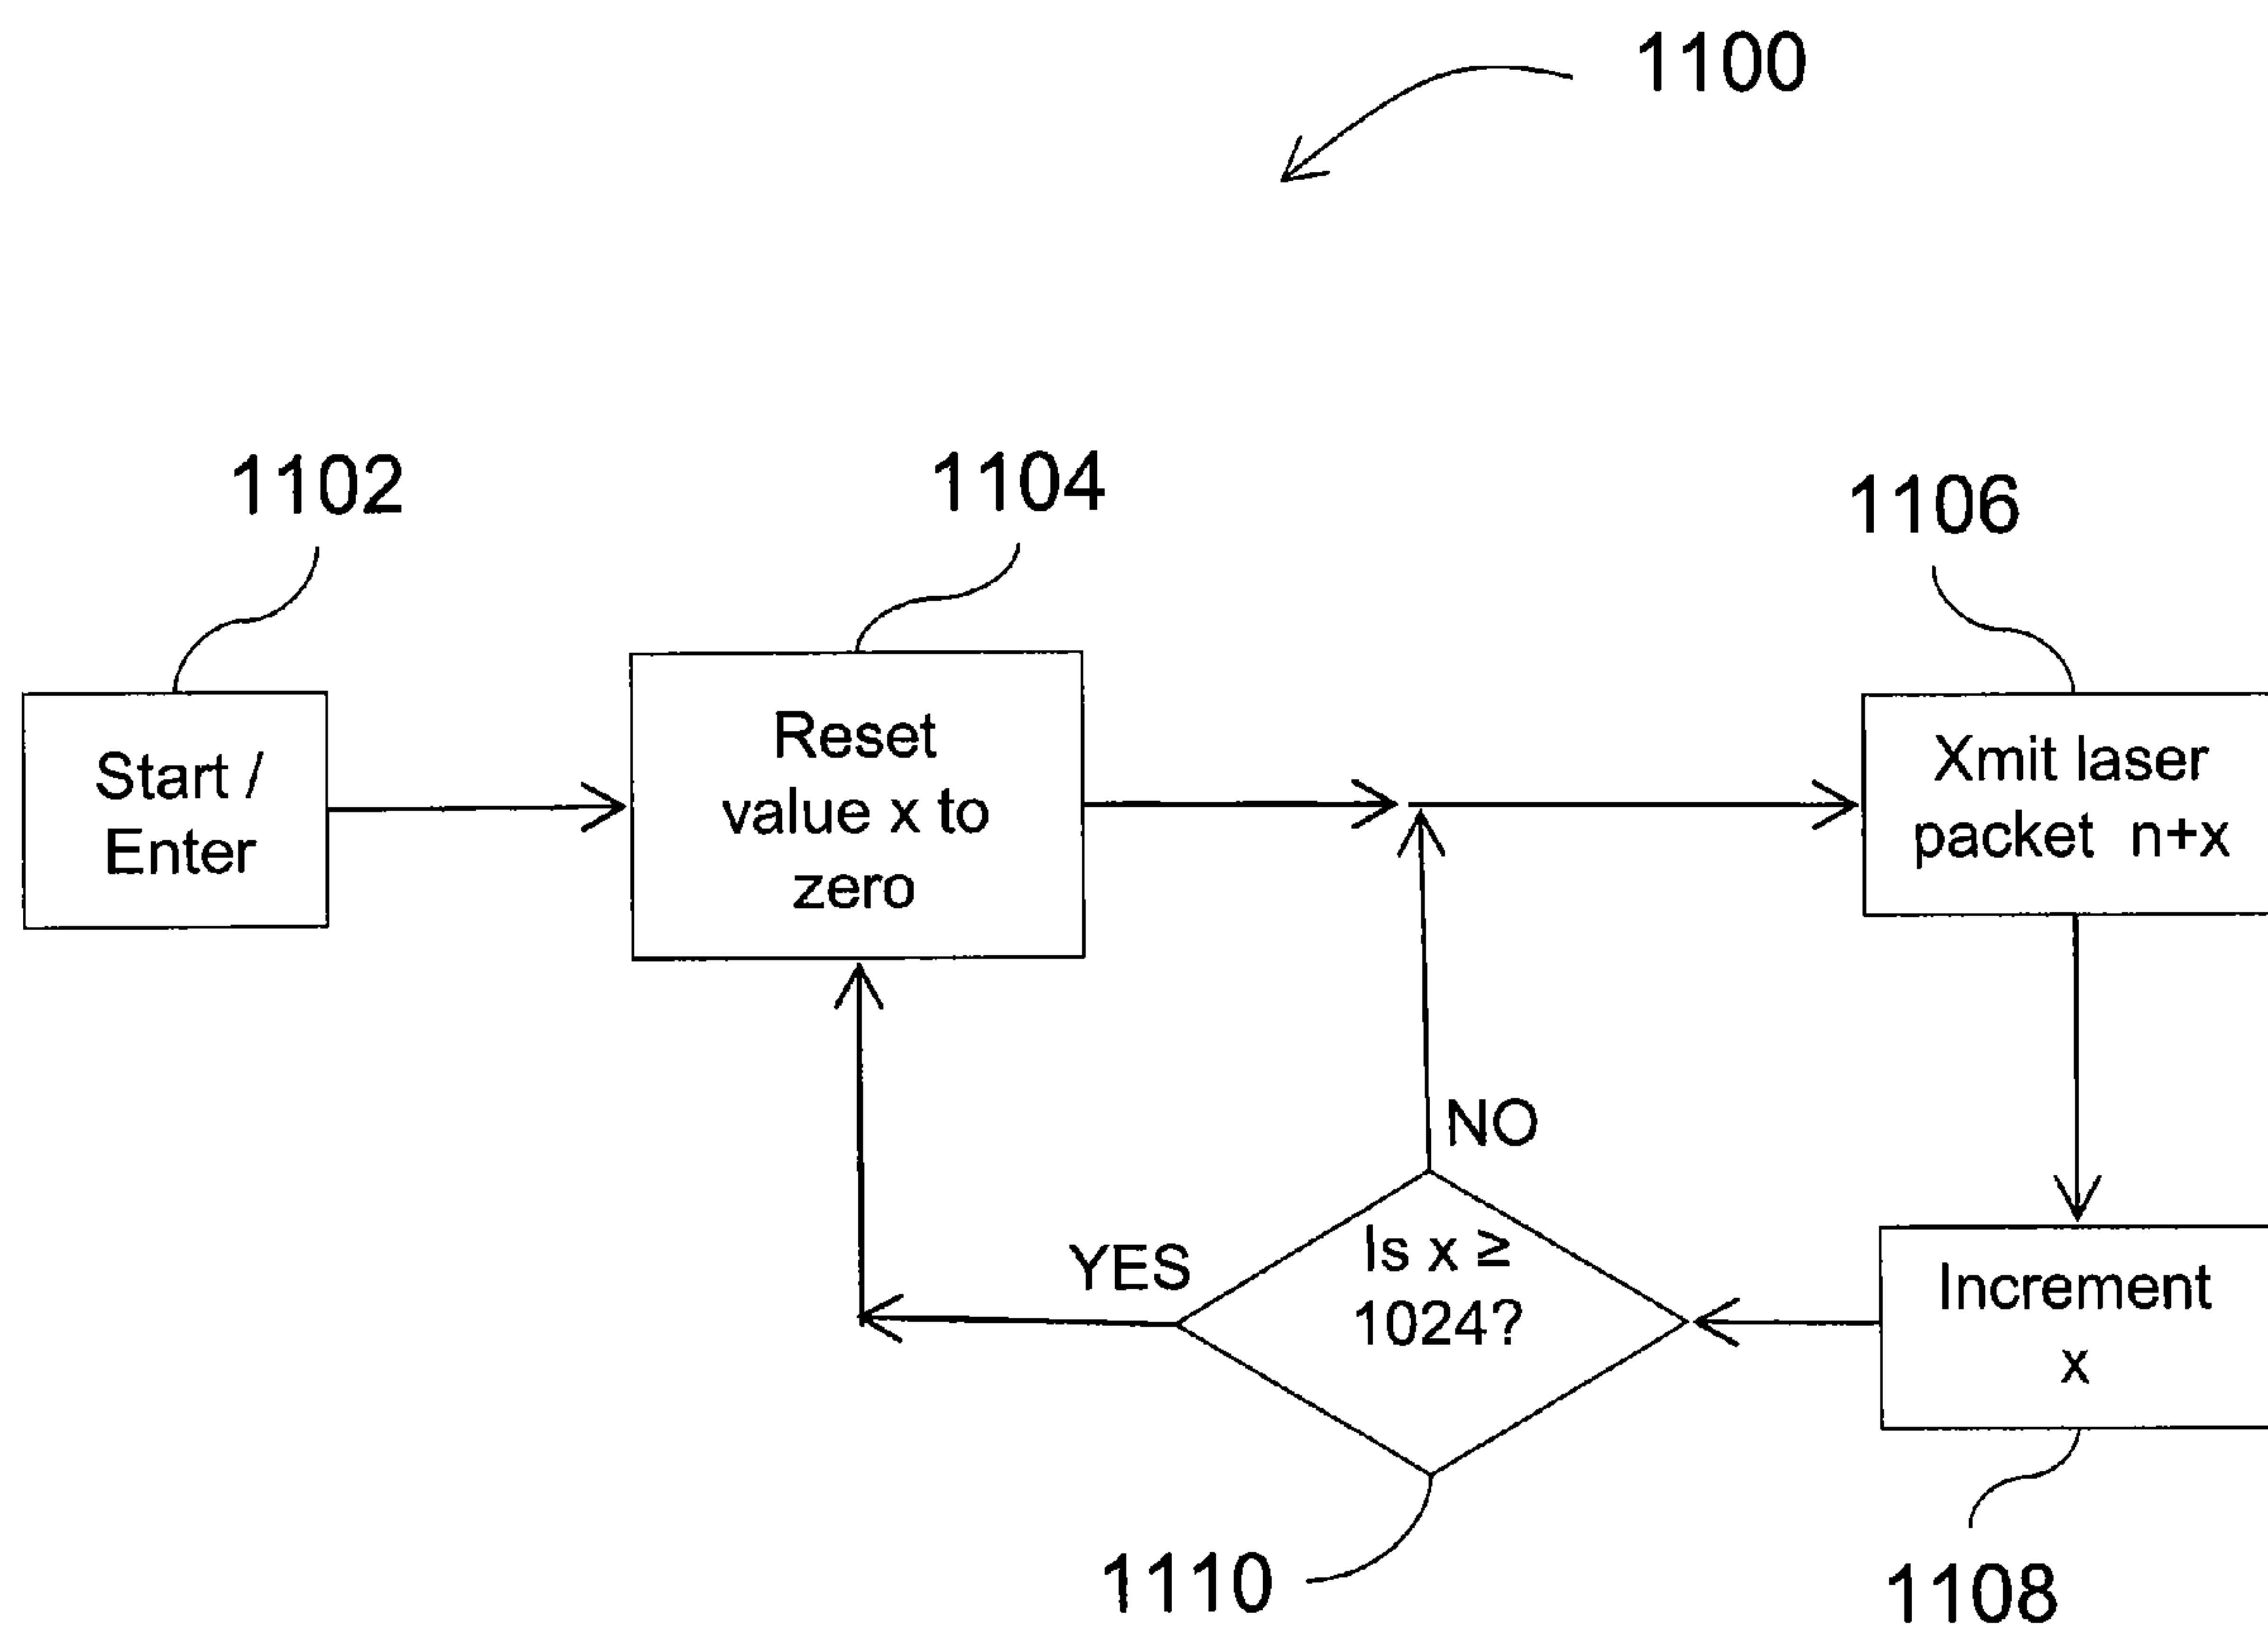 1100
1102
1104
1106
Start /
Enter
Reset
value x to
zero
Xmit laser
packet n+x
NO
YES
Is x ≥
1024?
Increment
x
1110
1108